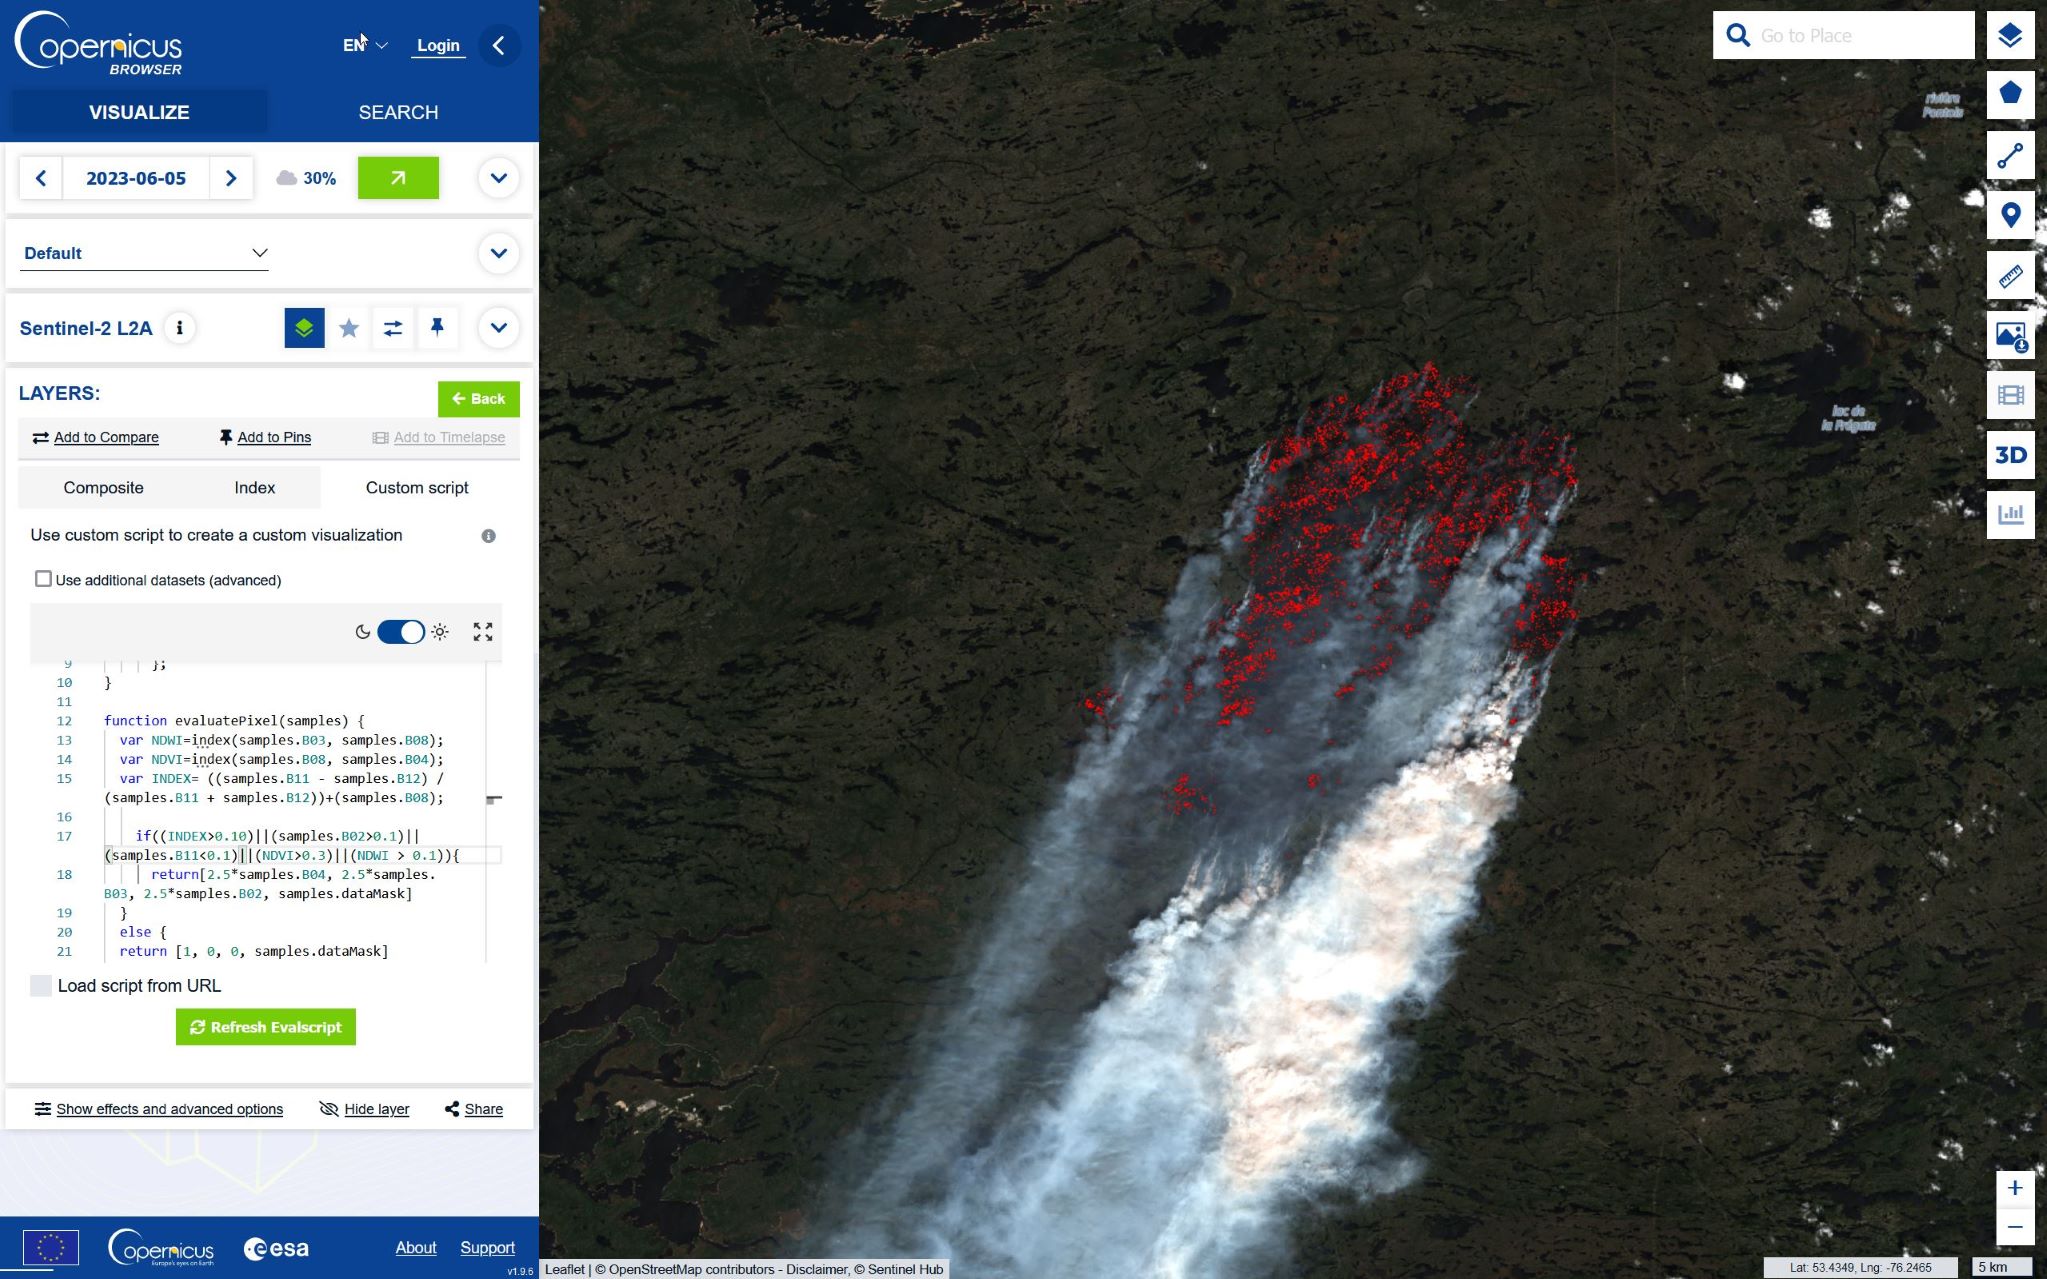 opernicus
BROWSER
EN
Login
VISUALIZE
SEARCH
2023-06-05
30%
Default
Sentinel-2 L2A
LAYERS:
Back
Add to Compare
Add to Pins
Add to Timelapse
Composite
Index
Custom script
Use custom script to create a custom visualization
Use additional datasets (advanced)
9 };
10 }
11
12 function evaluatePixel(samples) {
13 var NDWI=index(samples.B03, samples.B08);
14 var NDVI=index(samples.B08, samples.B04);
15 var INDEX= ((samples.B11 - samples.B12) /
(samples.B11 + samples.B12))+(samples.B08);
16
17 if((INDEX>0.10)||(samples.B02>0.1)||
(samples.B11<0.1)||(NDVI>0.3)||(NDWI > 0.1)){
18 return[2.5*samples.B04, 2.5*samples.
B03, 2.5*samples.B02, samples.dataMask]
19 }
20 else {
21 return [1, 0, 0, samples.dataMask]
Load script from URL
Refresh Evalscript
Show effects and advanced options
Hide layer
Share
opernicus
Europe's eyes on Earth
esa
About
Support
v1.9.6
Go to Place
rivière
Pontois
lac de
la Frégate
3D
+
−
Leaflet | © OpenStreetMap contributors - Disclaimer, © Sentinel Hub
Lat: 53.4349, Lng: -76.2465
5 km